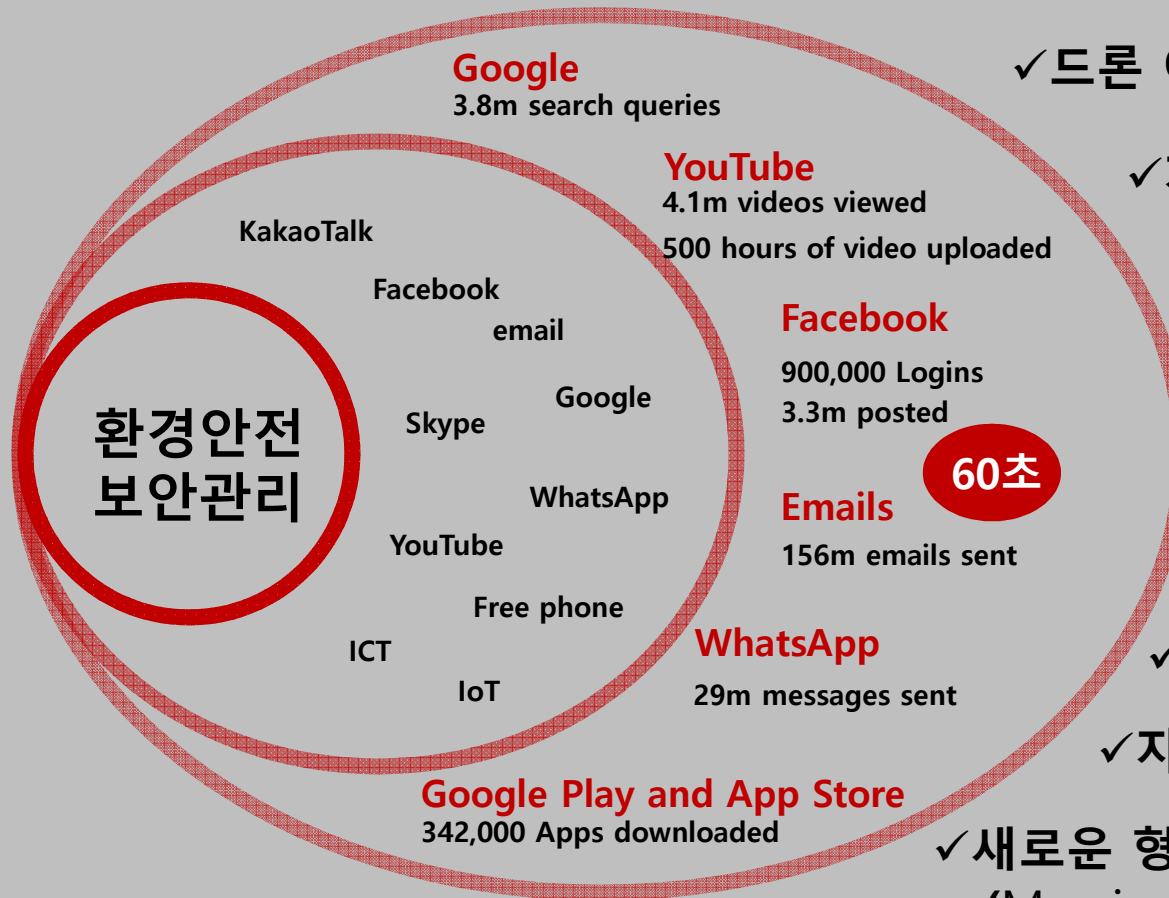 Google
3.8m search queries
✓드론
YouTube
4.1m videos viewed
500 hours of video uploaded
KakaoTalk
Facebook
email
Google
Skype
WhatsApp
YouTube
Free phone
ICT
IoT
환경안전
보안관리
Facebook
900,000 Logins
3.3m posted
60초
Emails
156m emails sent
WhatsApp
29m messages sent
Google Play and App Store
342,000 Apps downloaded
✓새로운